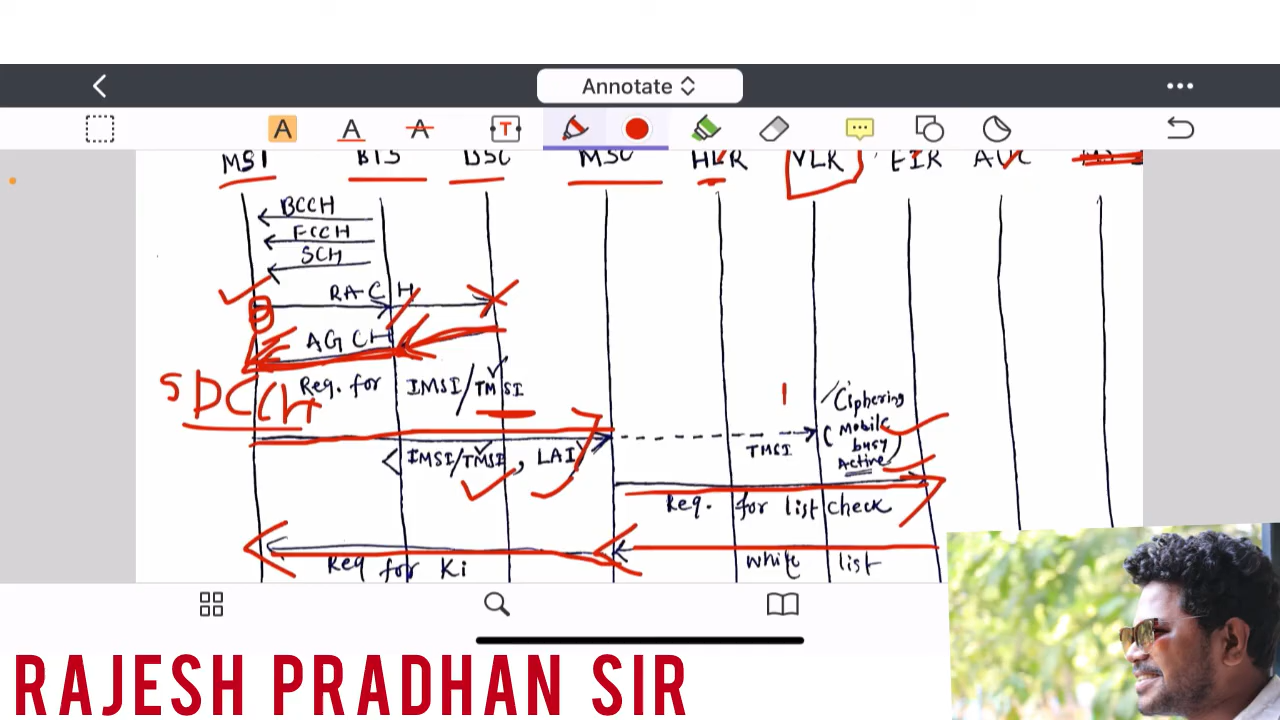 Annotate
A A A T
MS1 BTS BSC MSC HLR VLR, EIR AUC
BCCH
FCCH
SCH
RACH
AGCH
SDCCH
Req. for IMSI/TMSI
1
Ciphering
Mobile
busy
Active
TMSI
< IMSI/TMSI, LAI
Req. for list check
Req for Ki
white list
RAJESH PRADHAN SIR